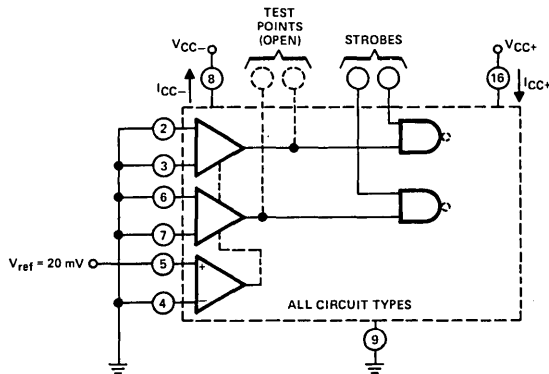 TEST
POINTS
(OPEN)
STROBES
VCC–
VCC+
ICC–
8
16
ICC+
2
3
6
7
Vref = 20 mV
5
+
4
–
ALL CIRCUIT TYPES
9